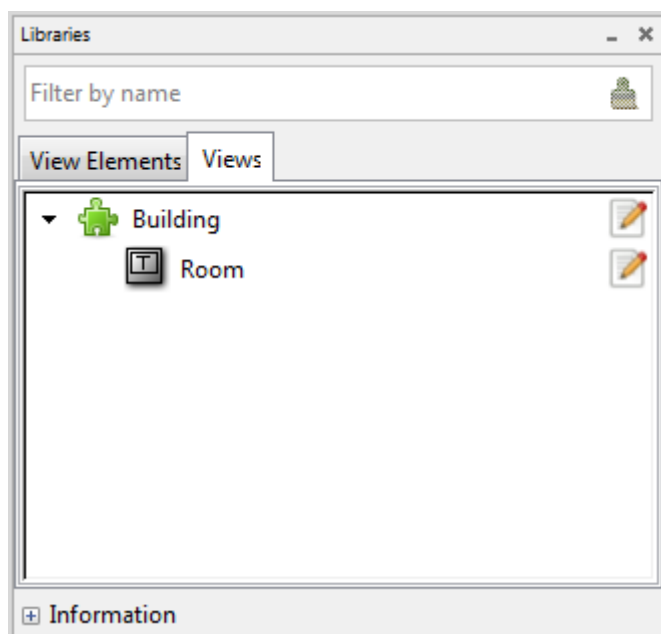 Libraries
Filter by name
View Elements Views
Building
T
Room
Information